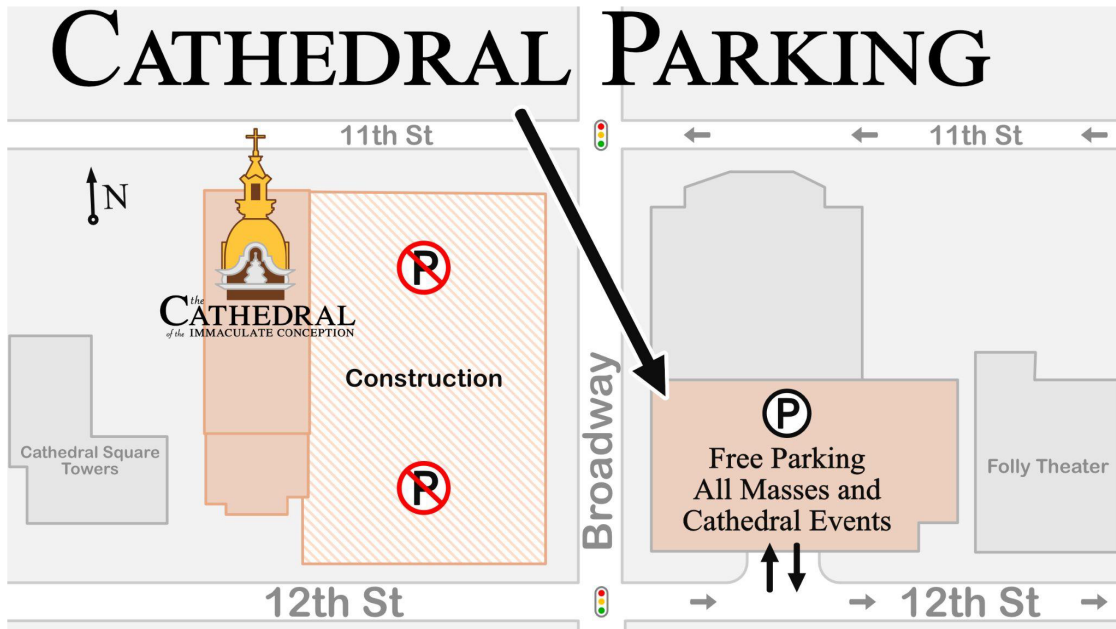 CATHEDRAL PARKING
11th St
11th St
N
the
CATHEDRAL
of the IMMACULATE CONCEPTION
P
Construction
P
Cathedral Square
Towers
Broadway
P
Free Parking
All Masses and
Cathedral Events
Folly Theater
12th St
12th St